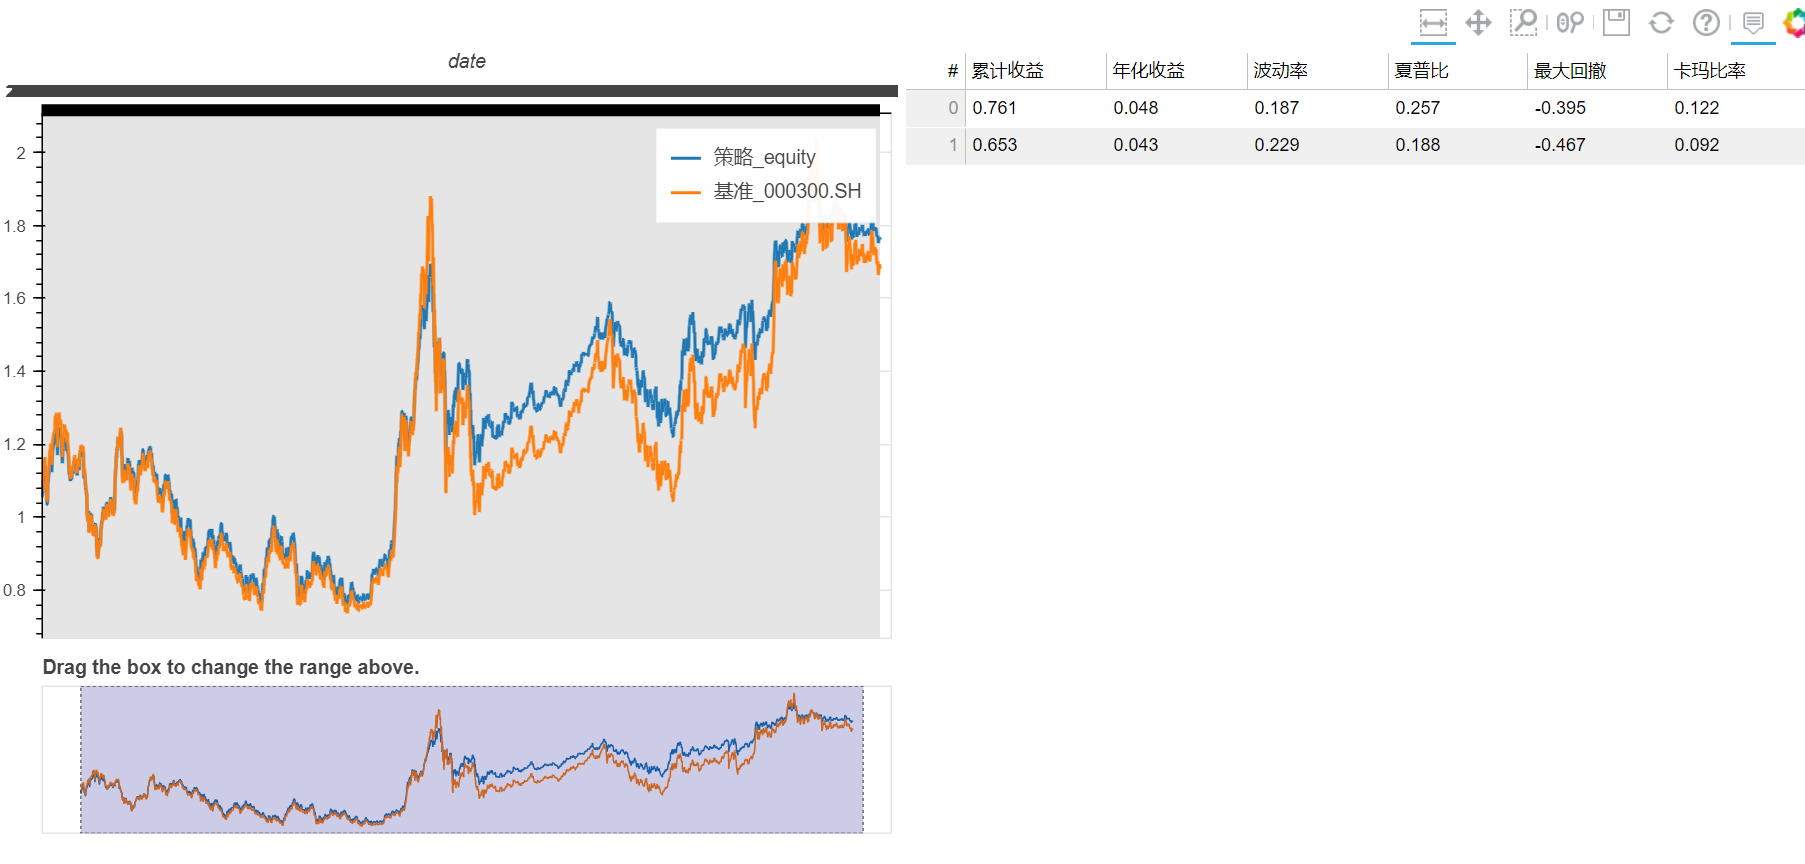 date
策略_equity
基准_000300.SH
2
1.8
1.6
1.4
1.2
1
0.8
Drag the box to change the range above.
# 累计收益 年化收益 波动率 夏普比 最大回撤 卡玛比率
0 0.761 0.048 0.187 0.257 -0.395 0.122
1 0.653 0.043 0.229 0.188 -0.467 0.092